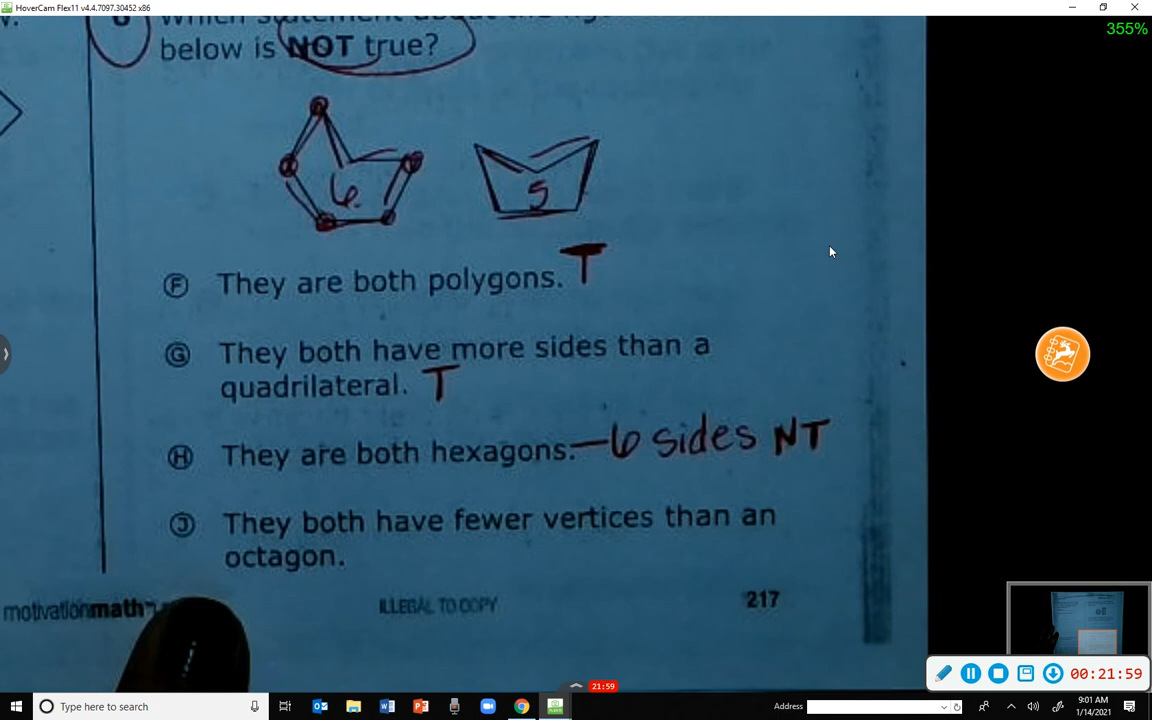 HoverCam Flex11 v4.4.7097.30452 x86
355%
below is NOT true?
6
5
Ⓕ They are both polygons. T
Ⓖ They both have more sides than a
quadrilateral. T
Ⓗ They are both hexagons. — 6 sides NT
Ⓙ They both have fewer vertices than an
octagon.
motivationmath
ILLEGAL TO COPY
217
00:21:59
21:59
Type here to search
Address
9:01 AM
1/14/2021